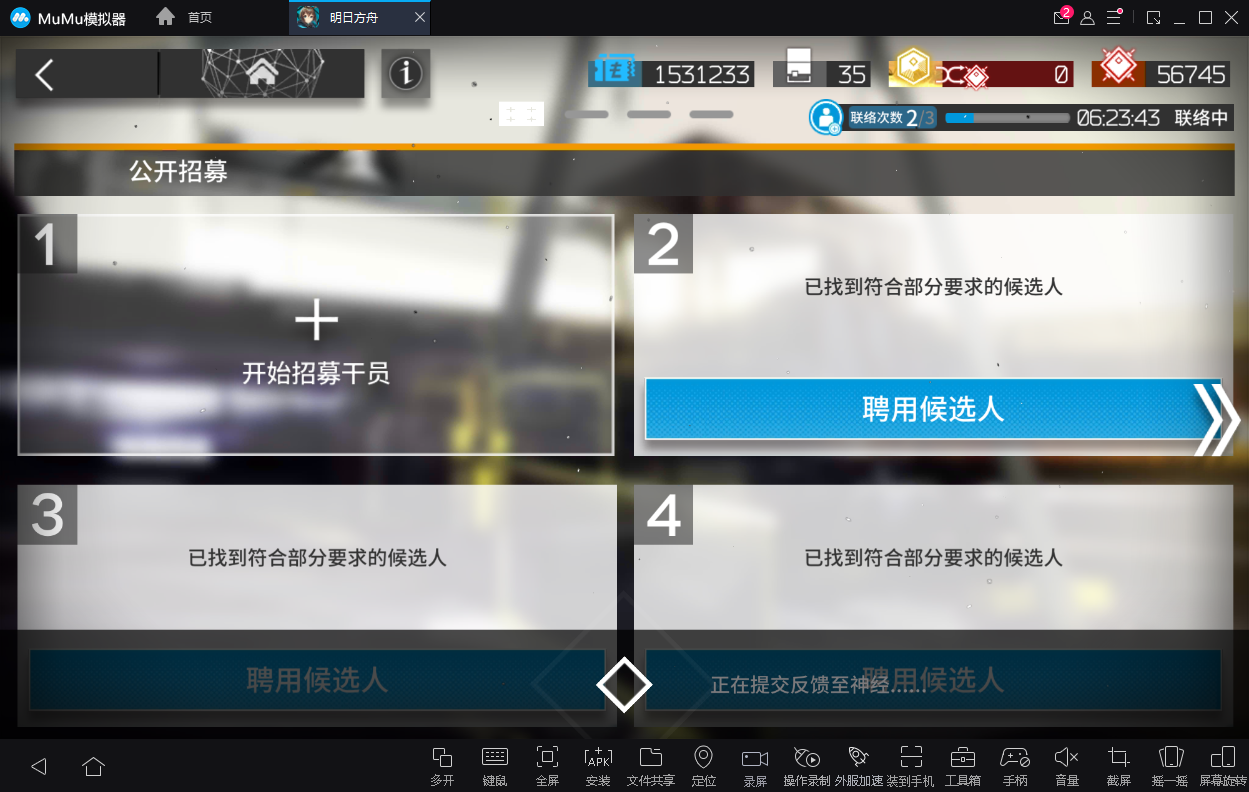 MuMu模拟器 首页 明日方舟 2
1531233 35 0 56745
联络次数 2/3 06:23:43 联络中
公开招募
1
开始招募干员
2
已找到符合部分要求的候选人
聘用候选人
3
已找到符合部分要求的候选人
聘用候选人
4
已找到符合部分要求的候选人
聘用候选人
正在提交反馈至神经......
APK
多开 键鼠 全屏 安装 文件共享 定位 录屏 操作录制 外服加速 装到手机 工具箱 手柄 音量 截屏 摇一摇 屏幕旋转